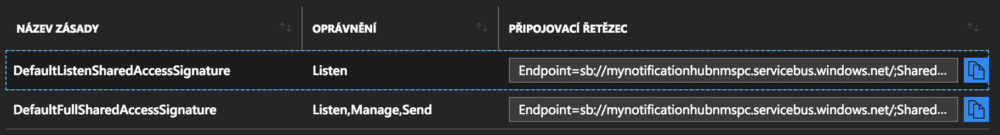 NÁZEV ZÁSADY OPRÁVNĚNÍ PŘIPOJOVACÍ ŘETĚZEC
DefaultListenSharedAccessSignature Listen Endpoint=sb://mynotificationhubnmspc.servicebus.windows.net/;Shared...
DefaultFullSharedAccessSignature Listen,Manage,Send Endpoint=sb://mynotificationhubnmspc.servicebus.windows.net/;Shared...